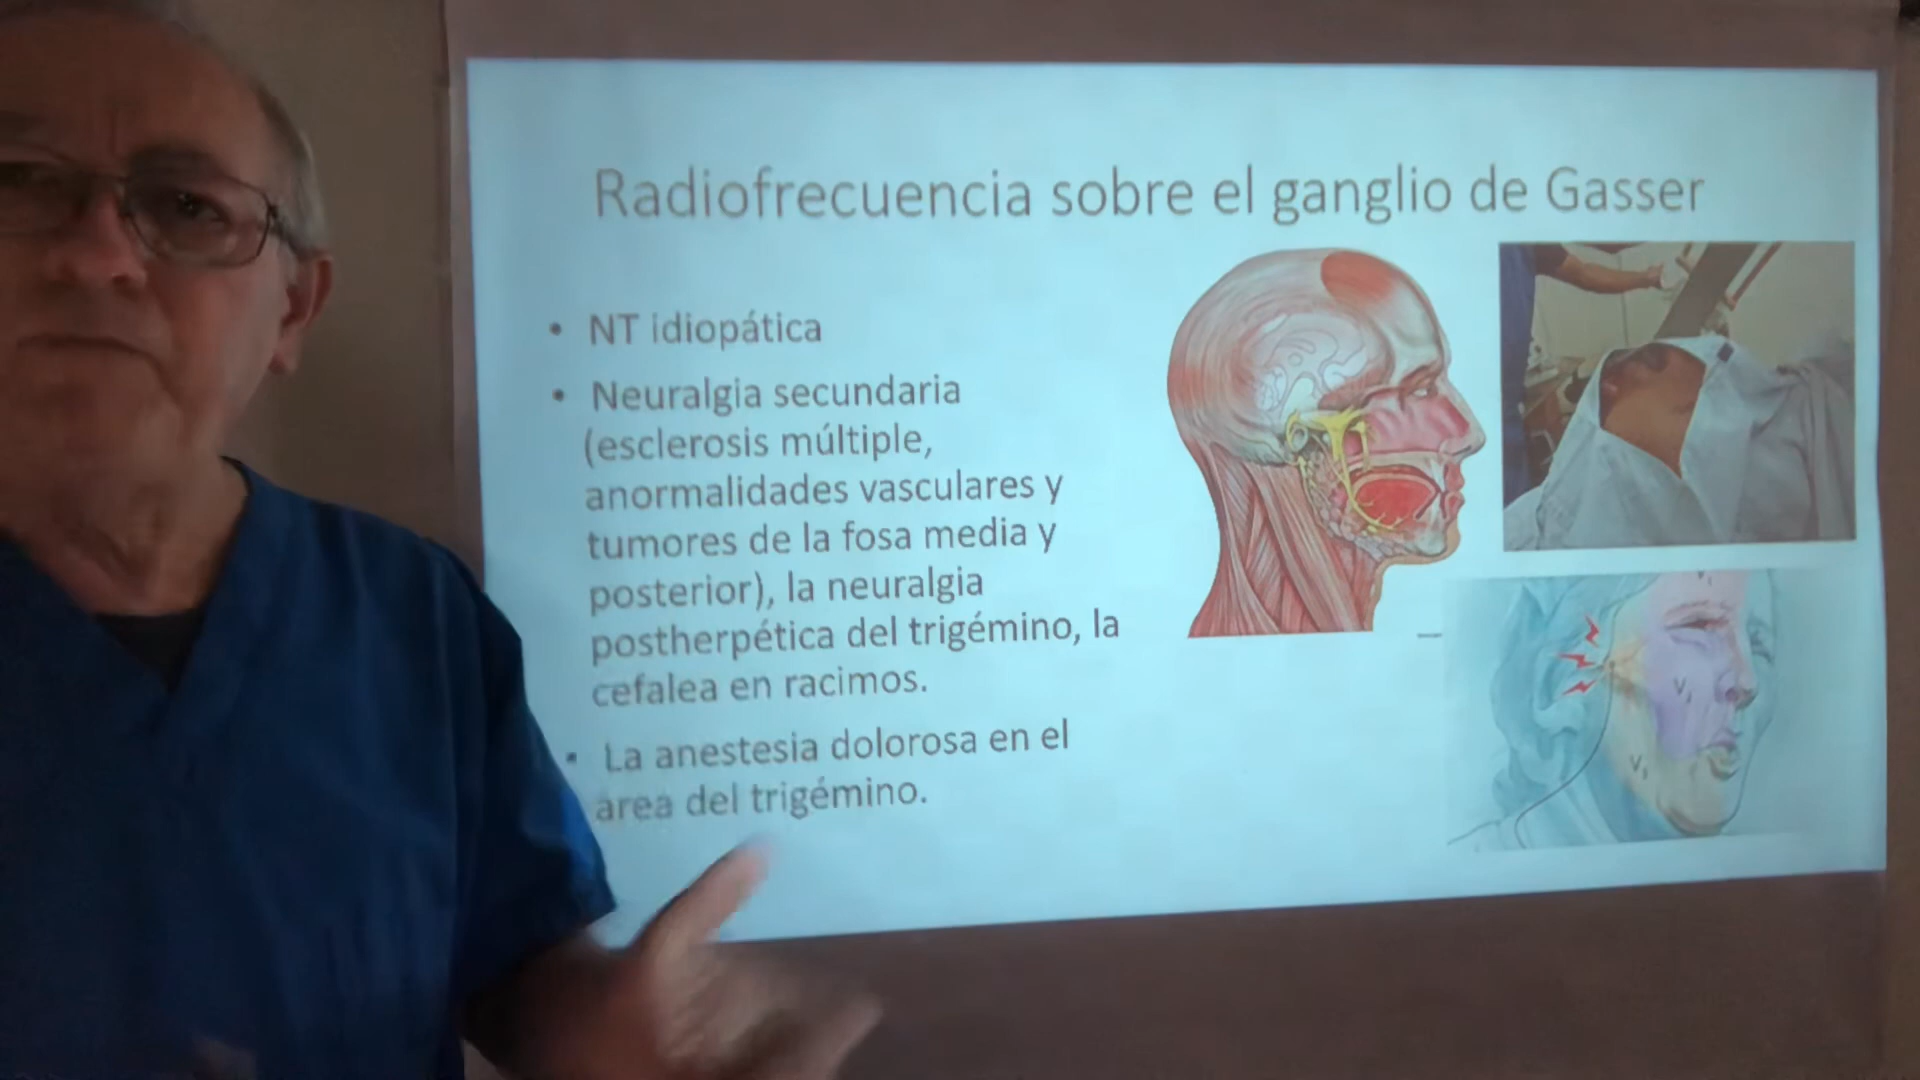 Radiofrecuencia sobre el ganglio de Gasser
• NT idiopática
• Neuralgia secundaria
(esclerosis múltiple,
anormalidades vasculares y
tumores de la fosa media y
posterior), la neuralgia
postherpética del trigémino, la
cefalea en racimos.
• La anestesia dolorosa en el
area del trigémino.